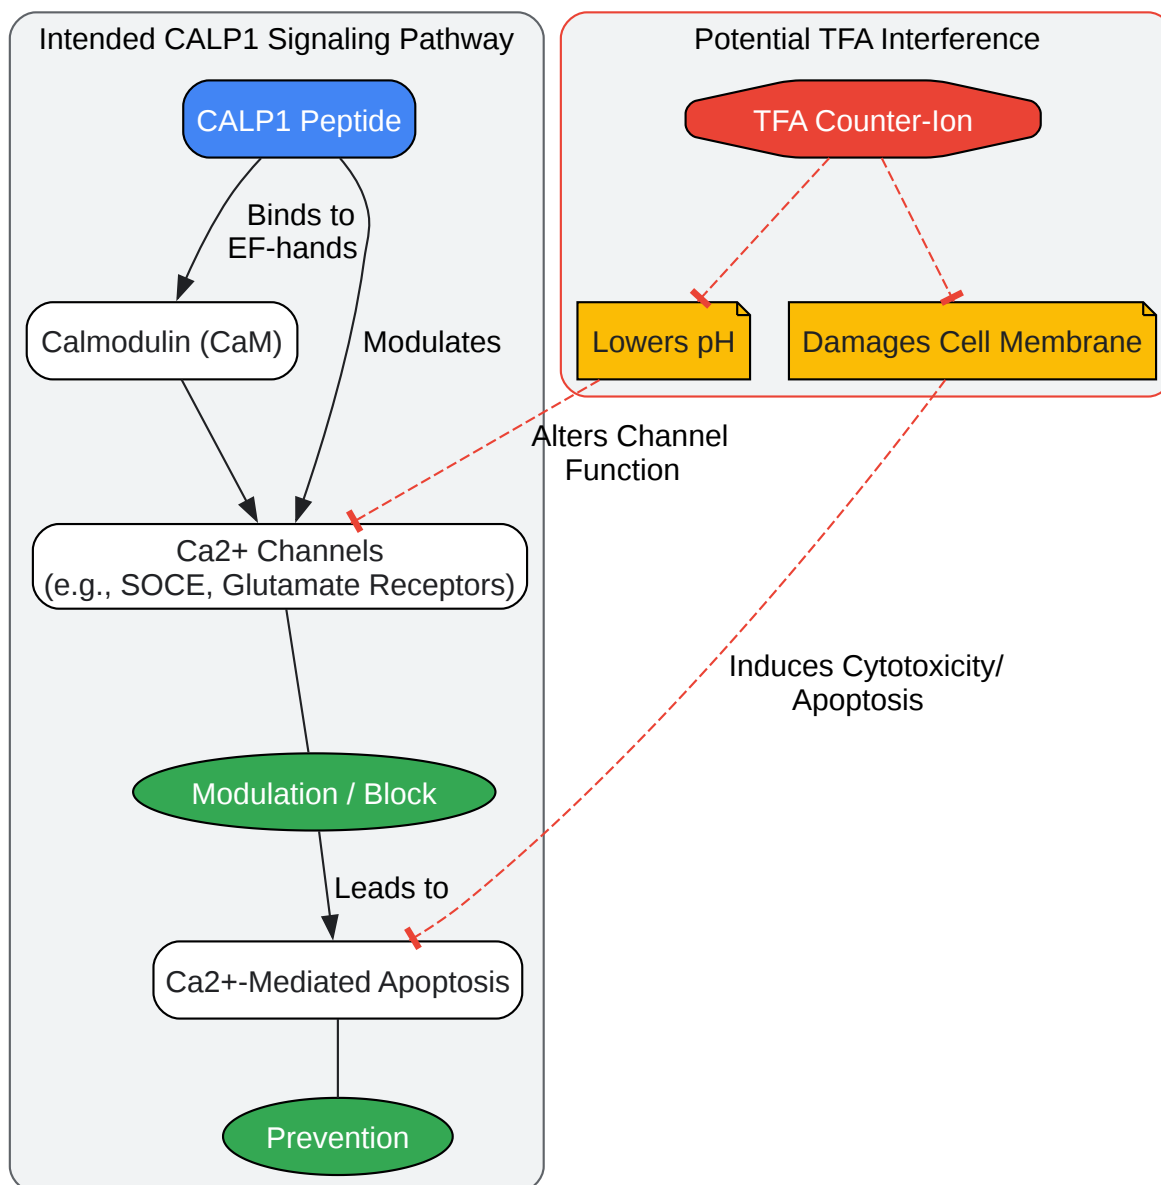 Intended CALP1 Signaling Pathway
Potential TFA Interference
CALP1 Peptide
TFA Counter-Ion
Binds to
EF-hands
Calmodulin (CaM)
Modulates
Lowers pH
Damages Cell Membrane
Alters Channel
Function
Ca2+ Channels
(e.g., SOCE, Glutamate Receptors)
Induces Cytotoxicity/
Apoptosis
Modulation / Block
Leads to
Ca2+-Mediated Apoptosis
Prevention